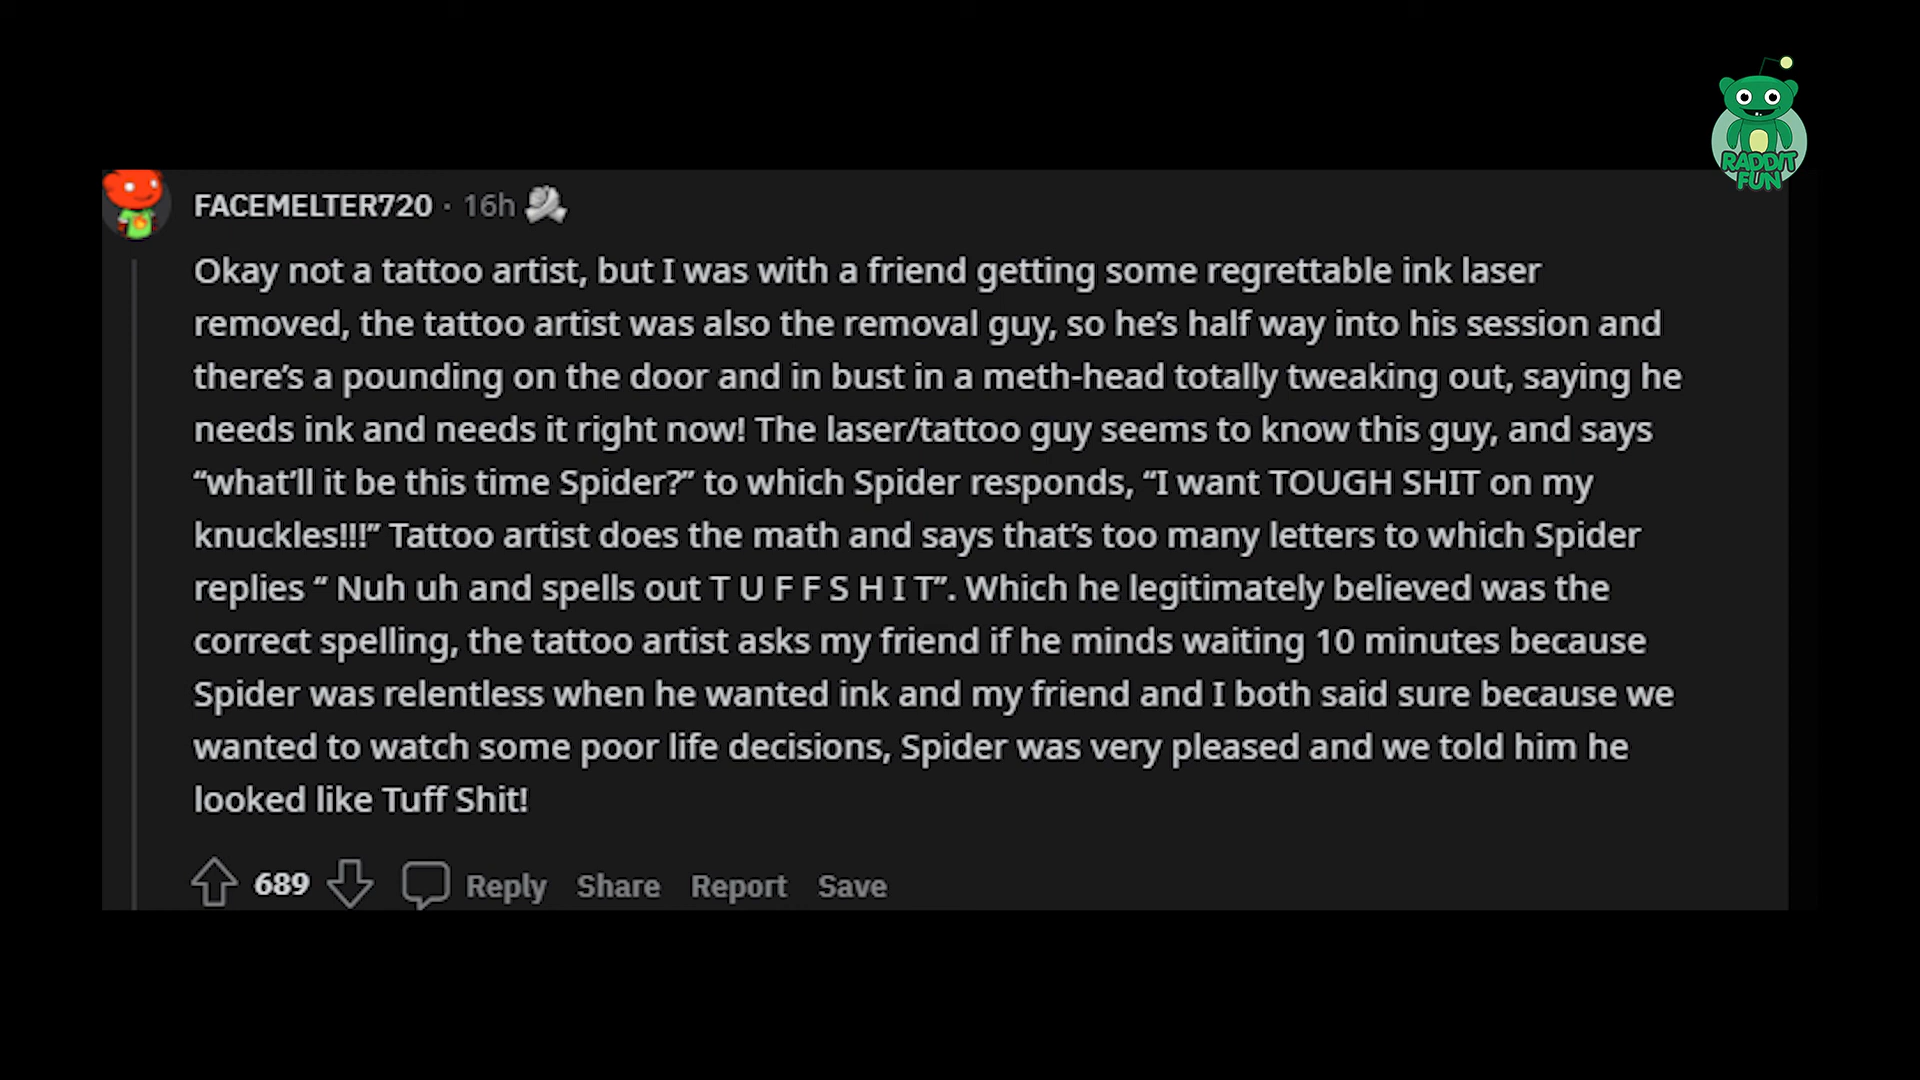 RADDIT
FUN
FACEMELTER720 · 16h
Okay not a tattoo artist, but I was with a friend getting some regrettable ink laser
removed, the tattoo artist was also the removal guy, so he’s half way into his session and
there’s a pounding on the door and in bust in a meth-head totally tweaking out, saying he
needs ink and needs it right now! The laser/tattoo guy seems to know this guy, and says
“what’ll it be this time Spider?” to which Spider responds, “I want TOUGH SHIT on my
knuckles!!!” Tattoo artist does the math and says that’s too many letters to which Spider
replies “ Nuh uh and spells out T U F F S H I T”. Which he legitimately believed was the
correct spelling, the tattoo artist asks my friend if he minds waiting 10 minutes because
Spider was relentless when he wanted ink and my friend and I both said sure because we
wanted to watch some poor life decisions, Spider was very pleased and we told him he
looked like Tuff Shit!
689 Reply Share Report Save